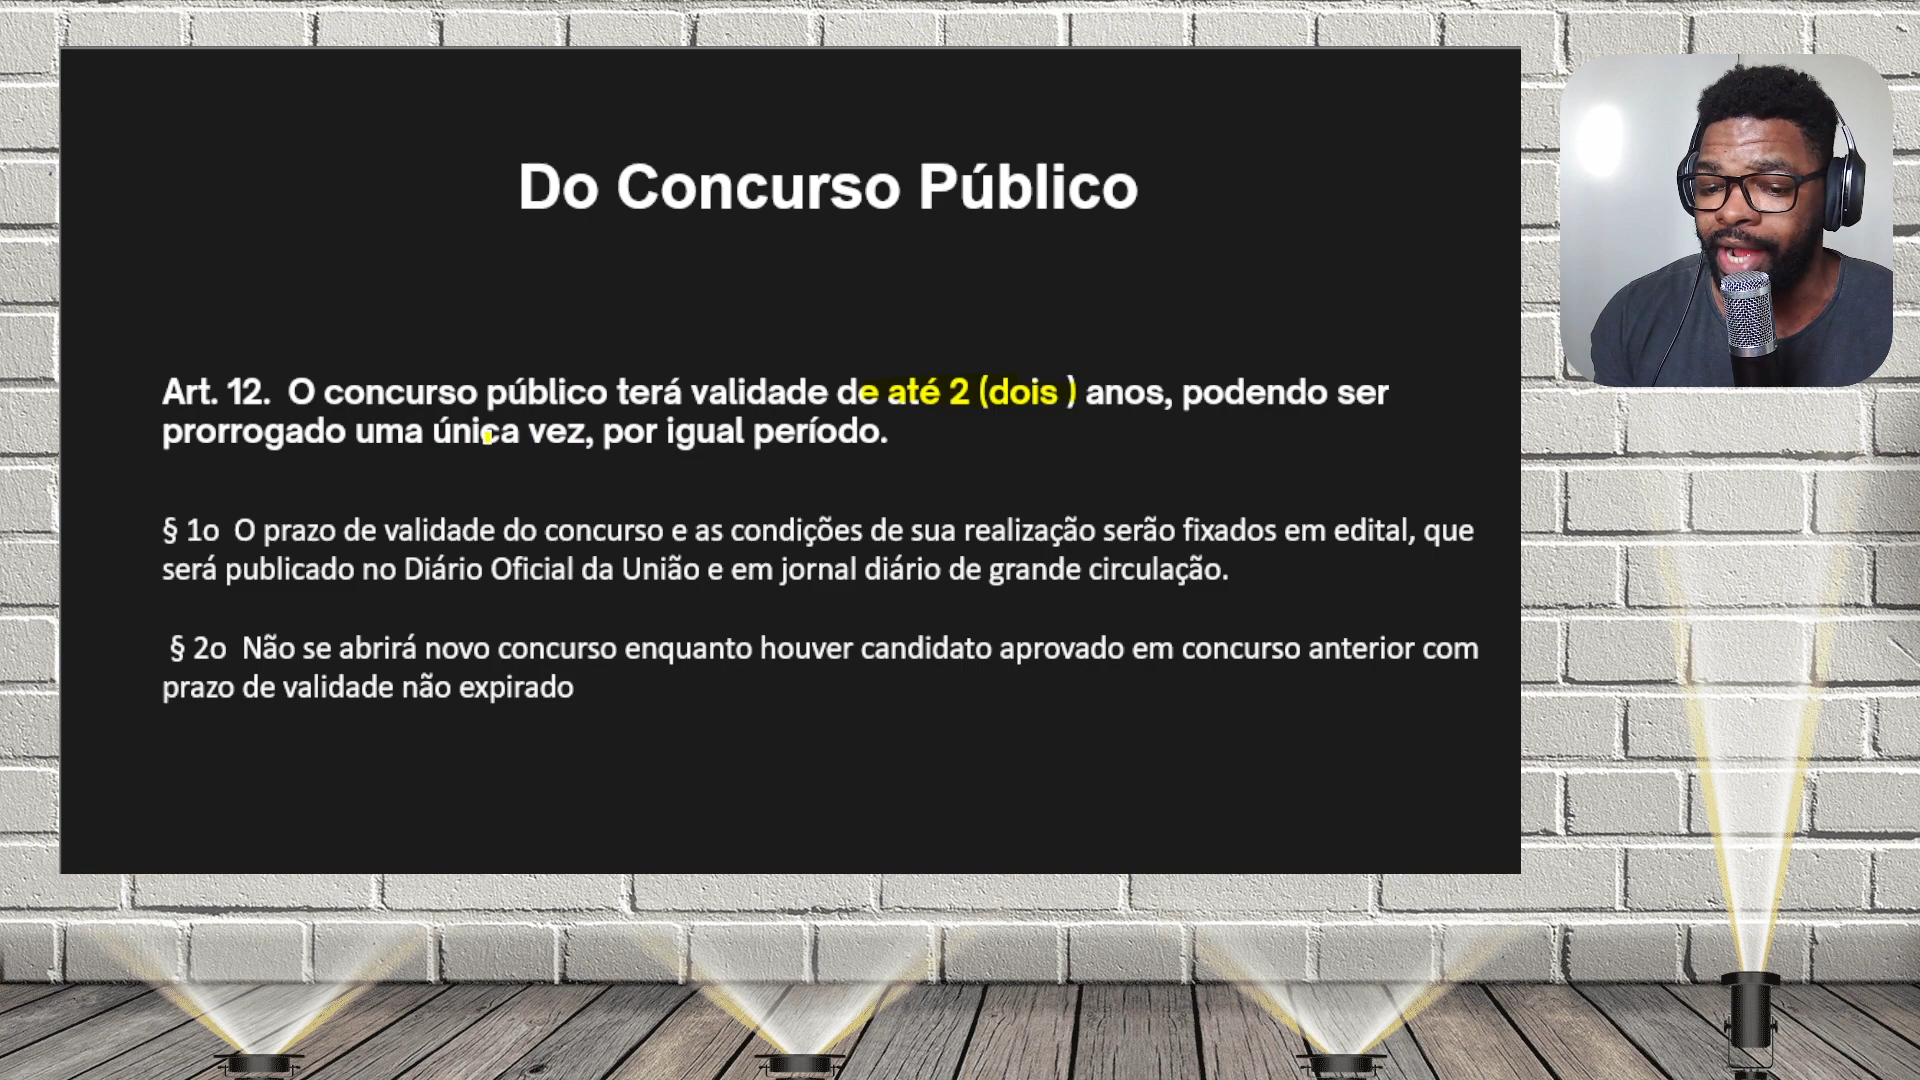 Do Concurso Público
Art. 12.  O concurso público terá validade de até 2 (dois ) anos, podendo ser
prorrogado uma única vez, por igual período.
§ 1o  O prazo de validade do concurso e as condições de sua realização serão fixados em edital, que
será publicado no Diário Oficial da União e em jornal diário de grande circulação.
§ 2o  Não se abrirá novo concurso enquanto houver candidato aprovado em concurso anterior com
prazo de validade não expirado